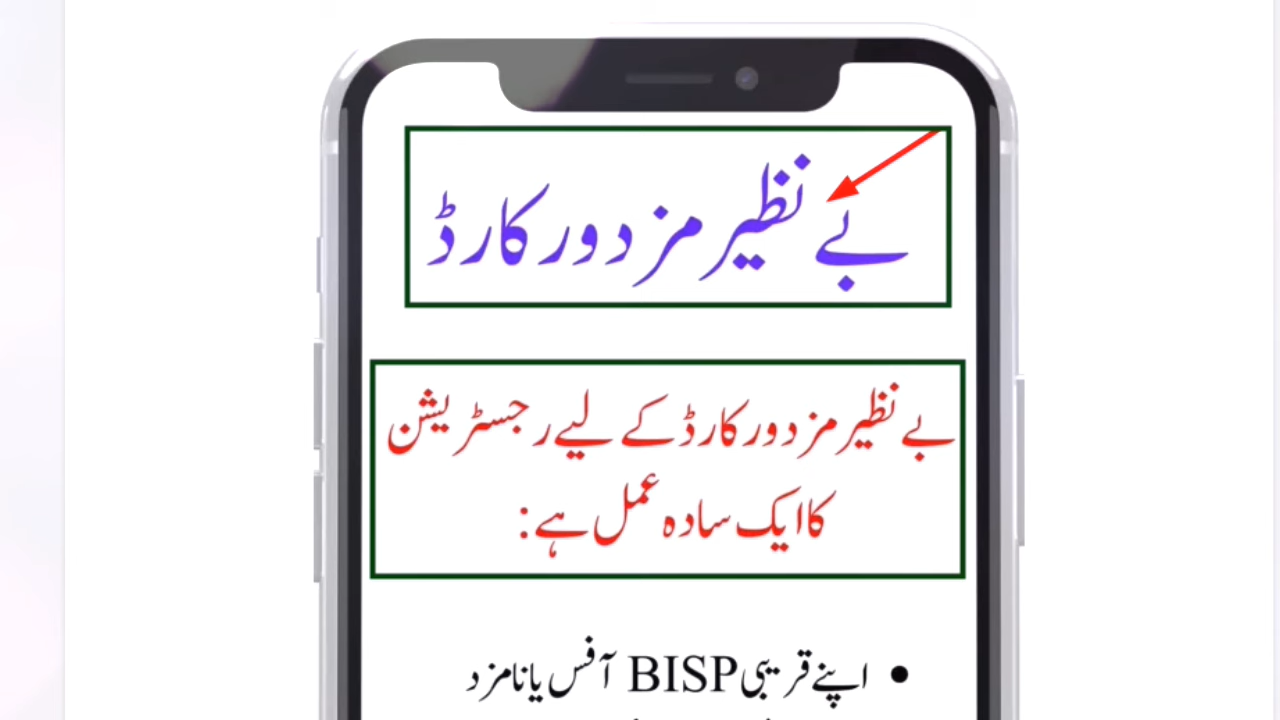 بے نظیر مزدور کارڈ
بے نظیر مزدور کارڈ کے لیے رجسٹریشن
کا ایک سادہ عمل ہے:
• اپنے قریبی BISP آفس یا نامزد